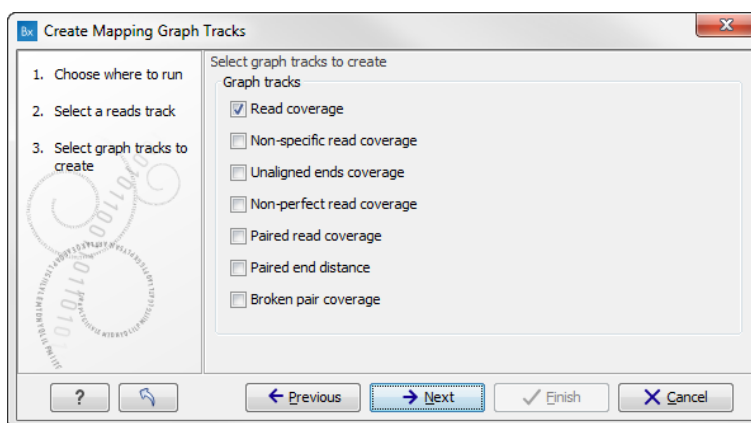 Bx Create Mapping Graph Tracks
X
1. Choose where to run
2. Select a reads track
3. Select graph tracks to
create
Select graph tracks to create
Graph tracks
Read coverage
Non-specific read coverage
Unaligned ends coverage
Non-perfect read coverage
Paired read coverage
Paired end distance
Broken pair coverage
? Previous Next Finish Cancel